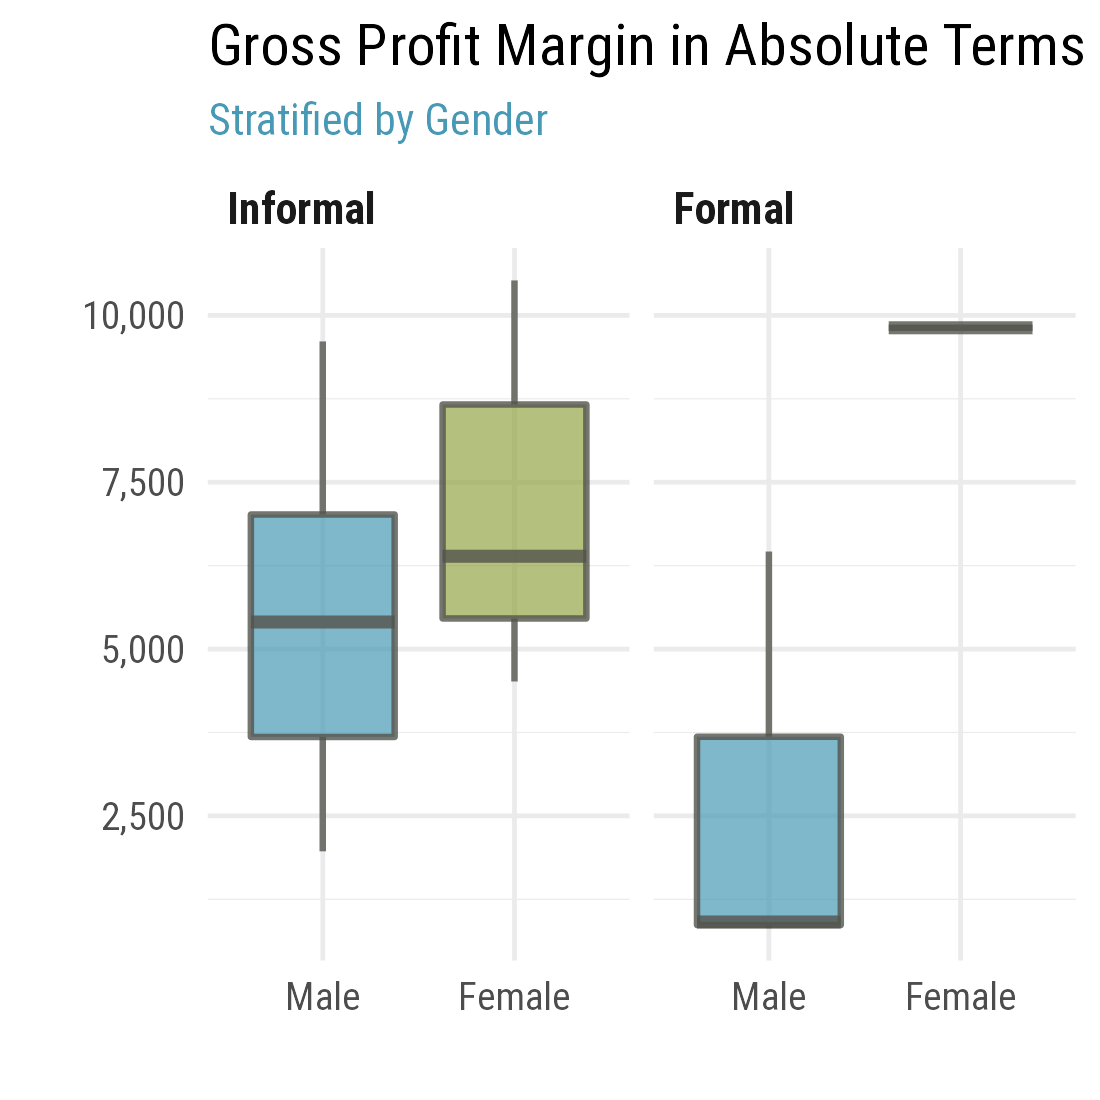 Gross Profit Margin in Absolute Terms
Stratified by Gender
Informal
Formal
10,000
7,500
5,000
2,500
Male
Female
Male
Female